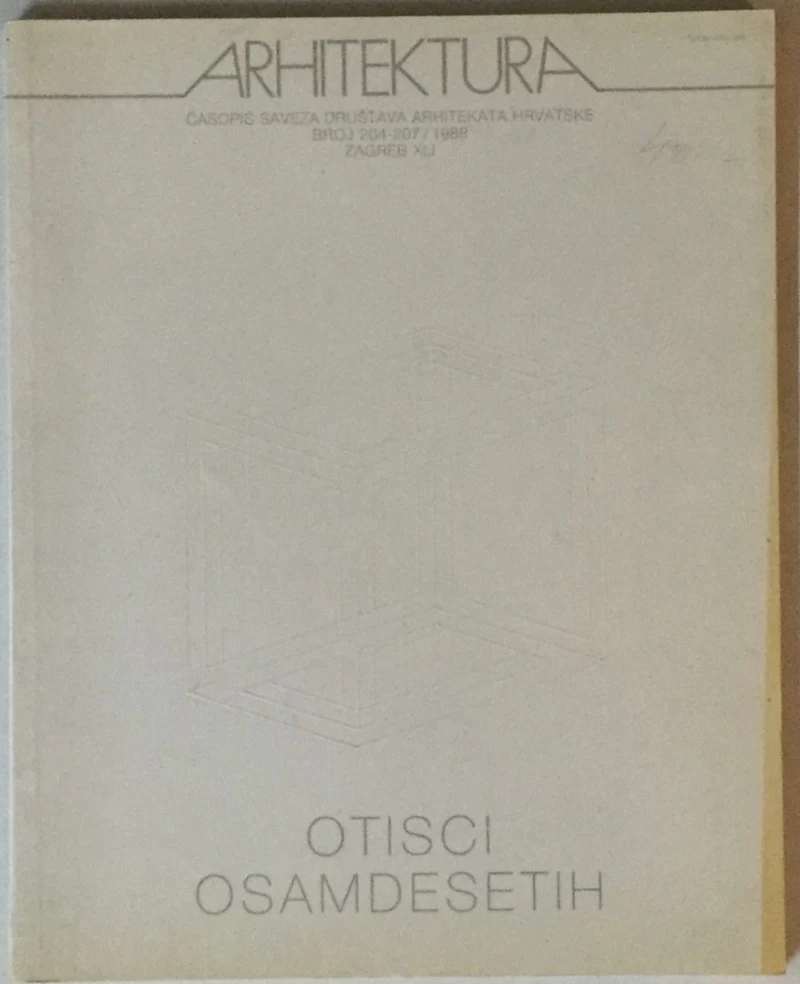 ARHITEKTURA
ČASOPIS SAVEZA DRUŠTAVA ARHITEKATA HRVATSKE
BROJ 204-207 / 1988
ZAGREB XLI
OTISCI
OSAMDESETIH